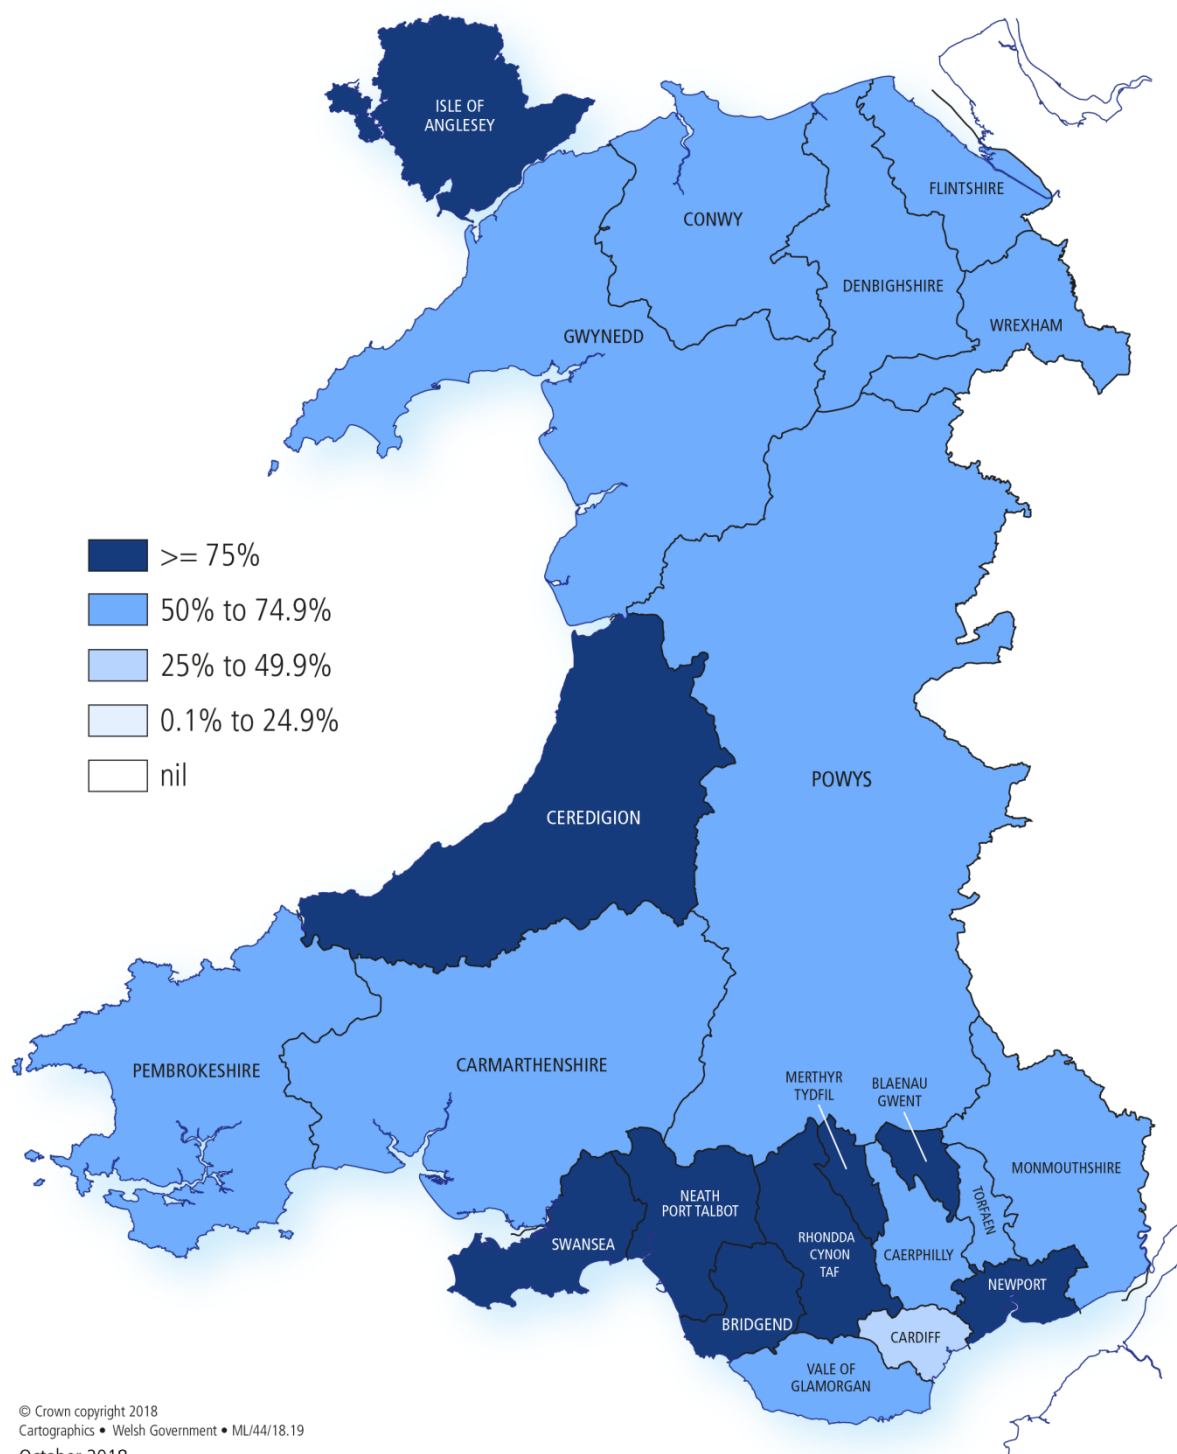 ISLE OF
ANGLESEY
FLINTSHIRE
CONWY
DENBIGHSHIRE
WREXHAM
GWYNEDD
>= 75%
50% to 74.9%
25% to 49.9%
0.1% to 24.9%
nil
POWYS
CEREDIGION
PEMBROKESHIRE
CARMARTHENSHIRE
MERTHYR
TYDFIL
BLAENAU
GWENT
MONMOUTHSHIRE
TORFAEN
NEATH
PORT TALBOT
SWANSEA
RHONDDA
CYNON
TAF
CAERPHILLY
NEWPORT
BRIDGEND
CARDIFF
VALE OF
GLAMORGAN
© Crown copyright 2018
Cartographics • Welsh Government • ML/44/18.19
October 2018